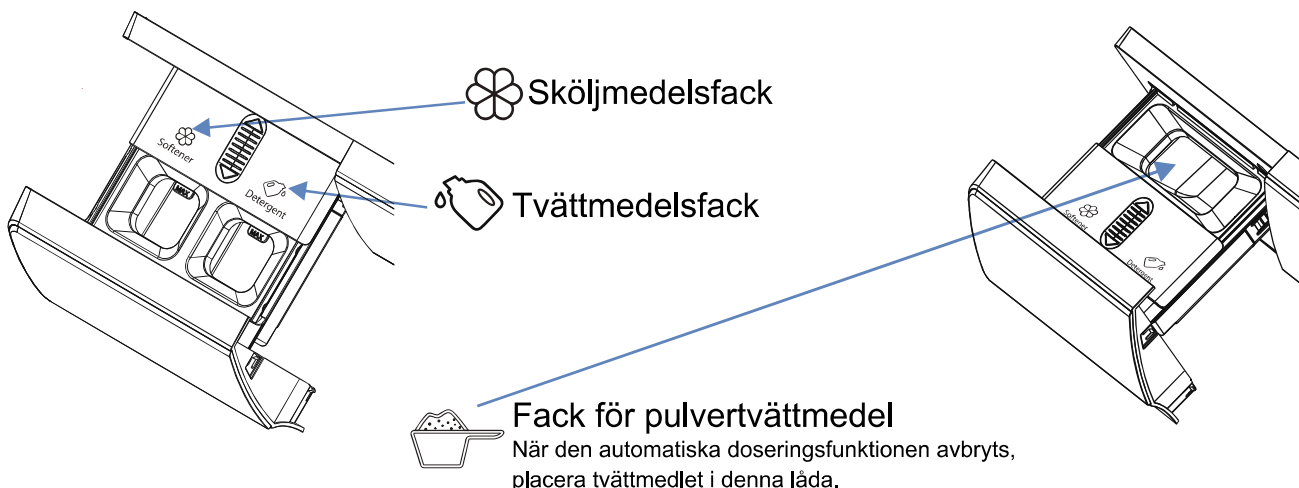 Sköljmedelsfack
Softener
MAX
Detergent
MAX
Tvättmedelsfack
Softener
Detergent
Fack för pulvertvättmedel
När den automatiska doseringsfunktionen avbryts,
placera tvättmedlet i denna låda.